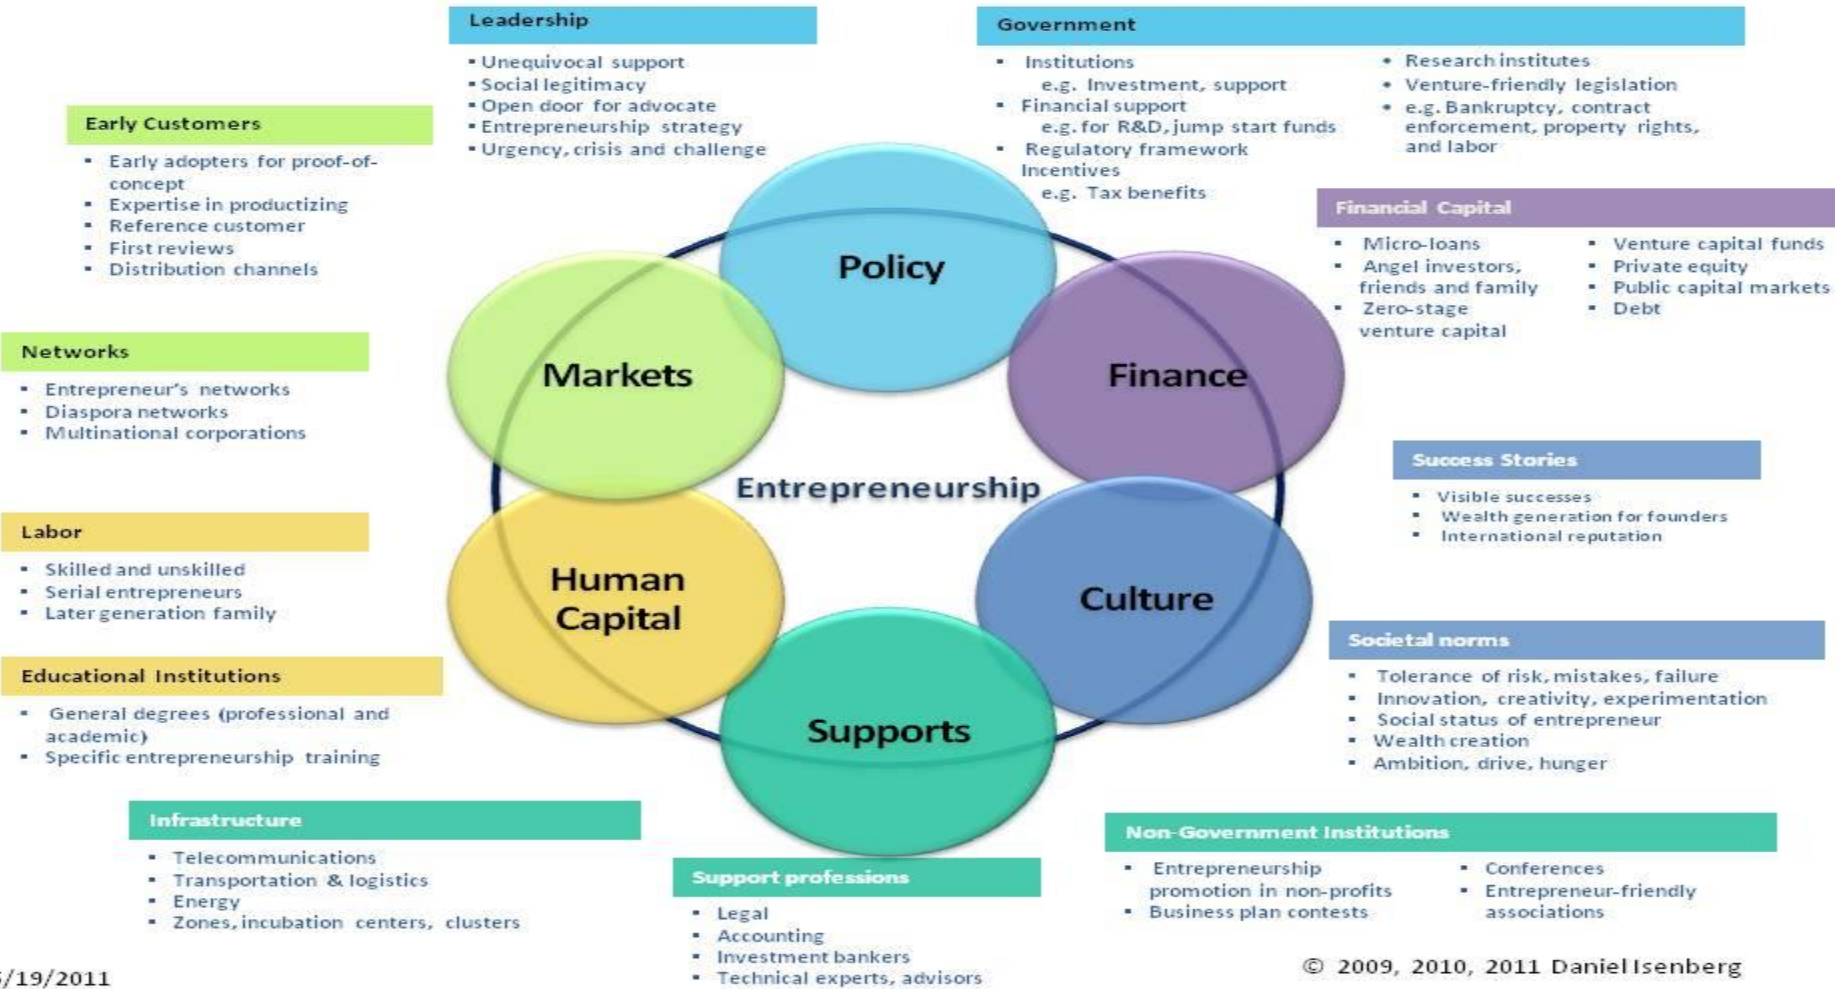 Leadership
▪ Unequivocal support
▪ Social legitimacy
▪ Open door for advocate
▪ Entrepreneurship strategy
▪ Urgency, crisis and challenge
Government
▪ Institutions
e.g. Investment, support
▪ Financial support
e.g. for R&D, jump start funds
▪ Regulatory framework
Incentives
e.g. Tax benefits
• Research institutes
• Venture-friendly legislation
• e.g. Bankruptcy, contract
enforcement, property rights,
and labor
Early Customers
▪ Early adopters for proof-of-
concept
▪ Expertise in productizing
▪ Reference customer
▪ First reviews
▪ Distribution channels
Financial Capital
▪ Micro-loans
▪ Angel investors,
friends and family
▪ Zero-stage
venture capital
▪ Venture capital funds
▪ Private equity
▪ Public capital markets
▪ Debt
Networks
▪ Entrepreneur's networks
▪ Diaspora networks
▪ Multinational corporations
Policy
Markets
Finance
Entrepreneurship
Human
Capital
Culture
Supports
Success Stories
▪ Visible successes
▪ Wealth generation for founders
▪ International reputation
Labor
▪ Skilled and unskilled
▪ Serial entrepreneurs
▪ Later generation family
Societal norms
▪ Tolerance of risk, mistakes, failure
▪ Innovation, creativity, experimentation
▪ Social status of entrepreneur
▪ Wealth creation
▪ Ambition, drive, hunger
Educational Institutions
▪ General degrees (professional and
academic)
▪ Specific entrepreneurship training
Infrastructure
▪ Telecommunications
▪ Transportation & logistics
▪ Energy
▪ Zones, incubation centers, clusters
Support professions
▪ Legal
▪ Accounting
▪ Investment bankers
▪ Technical experts, advisors
Non-Government Institutions
▪ Entrepreneurship
promotion in non-profits
▪ Business plan contests
▪ Conferences
▪ Entrepreneur-friendly
associations
/19/2011
© 2009, 2010, 2011 Daniel Isenberg